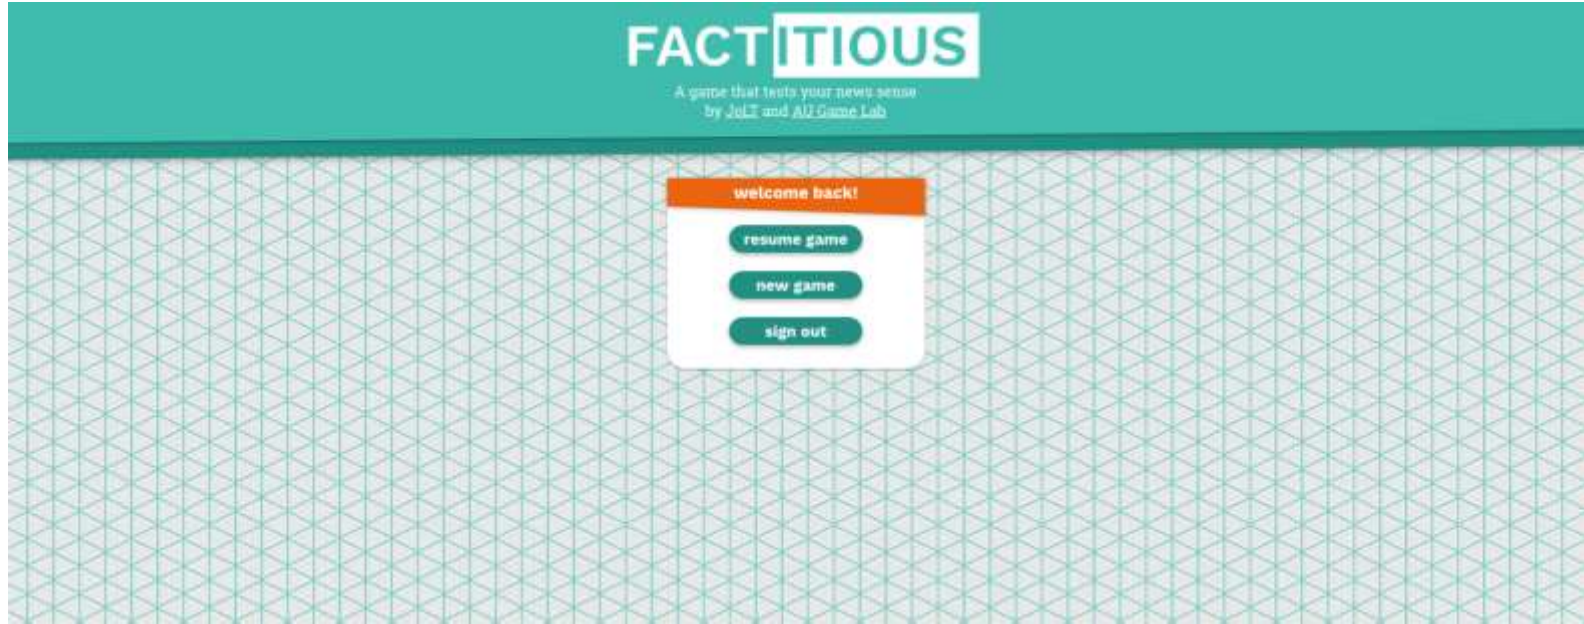 FACTITIOUS
A game that tests your news sense
by JoLT and AU Game Lab
welcome back!
resume game
new game
sign out